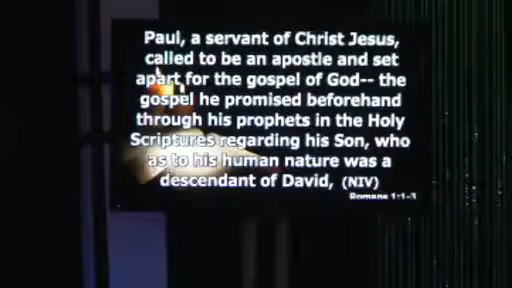 Paul, a servant of Christ Jesus,
called to be an apostle and set
apart for the gospel of God-- the
gospel he promised beforehand
through his prophets in the Holy
Scriptures regarding his Son, who
as to his human nature was a
descendant of David, (NIV)
Romans 1:1-3